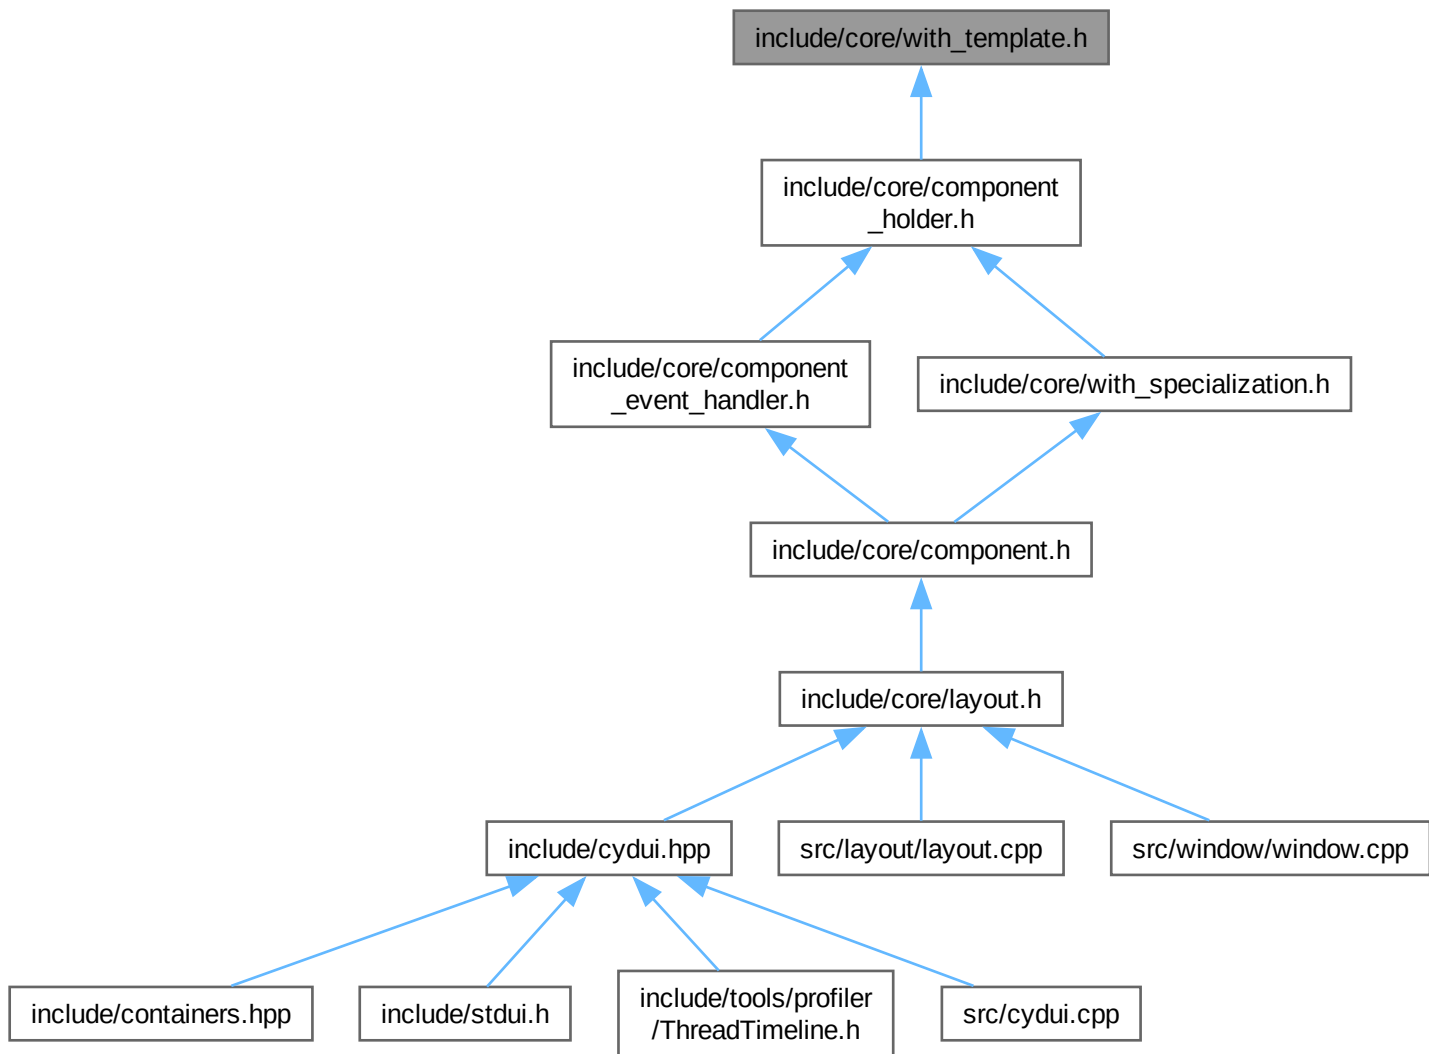 include/core/with_template.h
include/core/component
_holder.h
include/core/component
_event_handler.h
include/core/with_specialization.h
include/core/component.h
include/core/layout.h
include/cydui.hpp
src/layout/layout.cpp
src/window/window.cpp
include/containers.hpp
include/stdui.h
include/tools/profiler
/ThreadTimeline.h
src/cydui.cpp